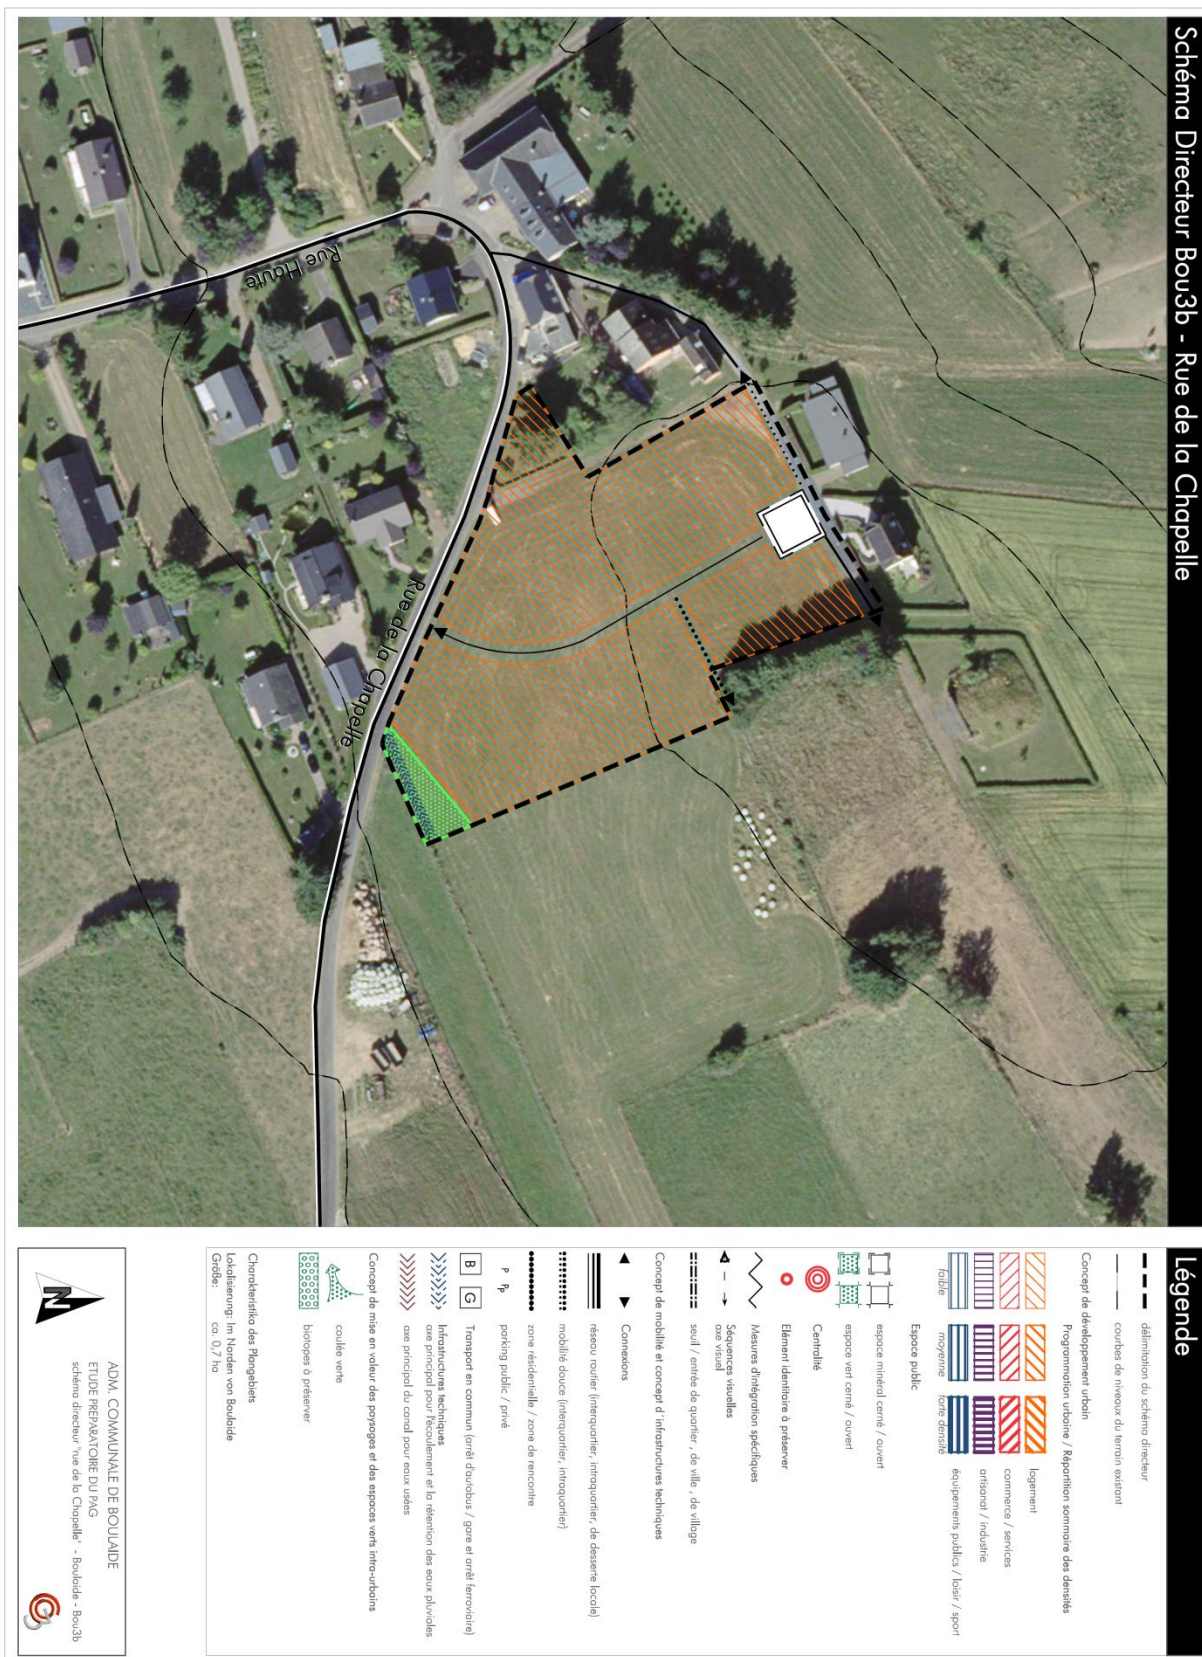 Schéma Directeur Bou3b - Rue de la Chapelle
Rue Haute
Rue de la Chapelle
Légende
délimitation du schéma directeur
courbes de niveaux du terrain existant
Concept de développement urbain
Programmation urbaine / Répartition sommaire des densités
logement
commerce / services
artisanat / industrie
équipements publics / loisir / sport
faible moyenne forte densité
Espace public
espace minéral cerné / ouvert
espace vert cerné / ouvert
Centralité
Elément identitaire à préserver
Mesures d'intégration spécifiques
Séquences visuelles
axe visuel
seuil / entrée de quartier , de ville , de village
Concept de mobilité et concept d´infrastructures techniques
Connexions
réseau routier (interquartier, intraquartier, de desserte locale)
mobilité douce (interquartier, intraquartier)
zone résidentielle / zone de rencontre
P Pp parking public / privé
B G Transport en commun (arrêt d'autobus / gare et arrêt ferroviaire)
Infrastructures techniques
axe principal pour l'écoulement et la rétention des eaux pluviales
axe principal du canal pour eaux usées
Concept de mise en valeur des paysages et des espaces verts intra-urbains
coulée verte
biotopes à préserver
Charakteristika des Plangebiets
Lokalisierung: Im Norden von Boulaide
Größe: ca. 0,7 ha
N
ADM. COMMUNALE DE BOULAIDE
ETUDE PREPARATOIRE DU PAG
schéma directeur "rue de la Chapelle" - Boulaide - Bou3b